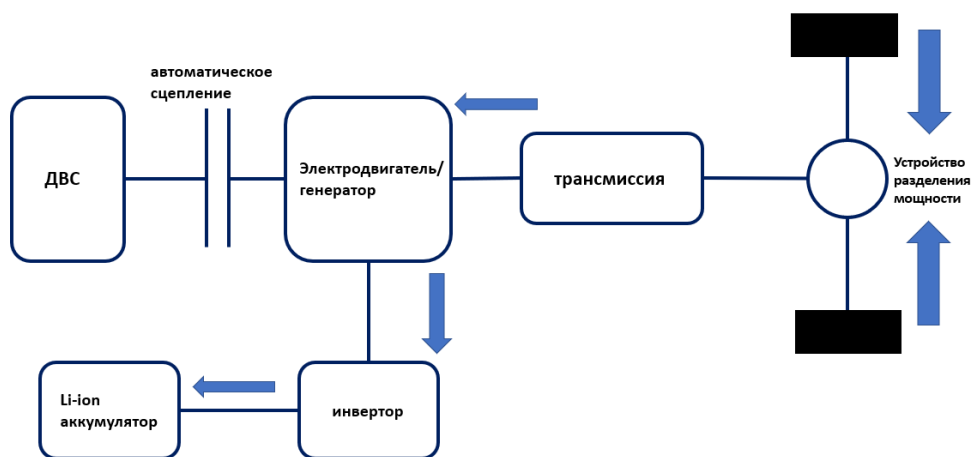 автоматическое
сцепление
ДВС
Электродвигатель/
генератор
трансмиссия
Устройство
разделения
мощности
Li-ion
аккумулятор
инвертор